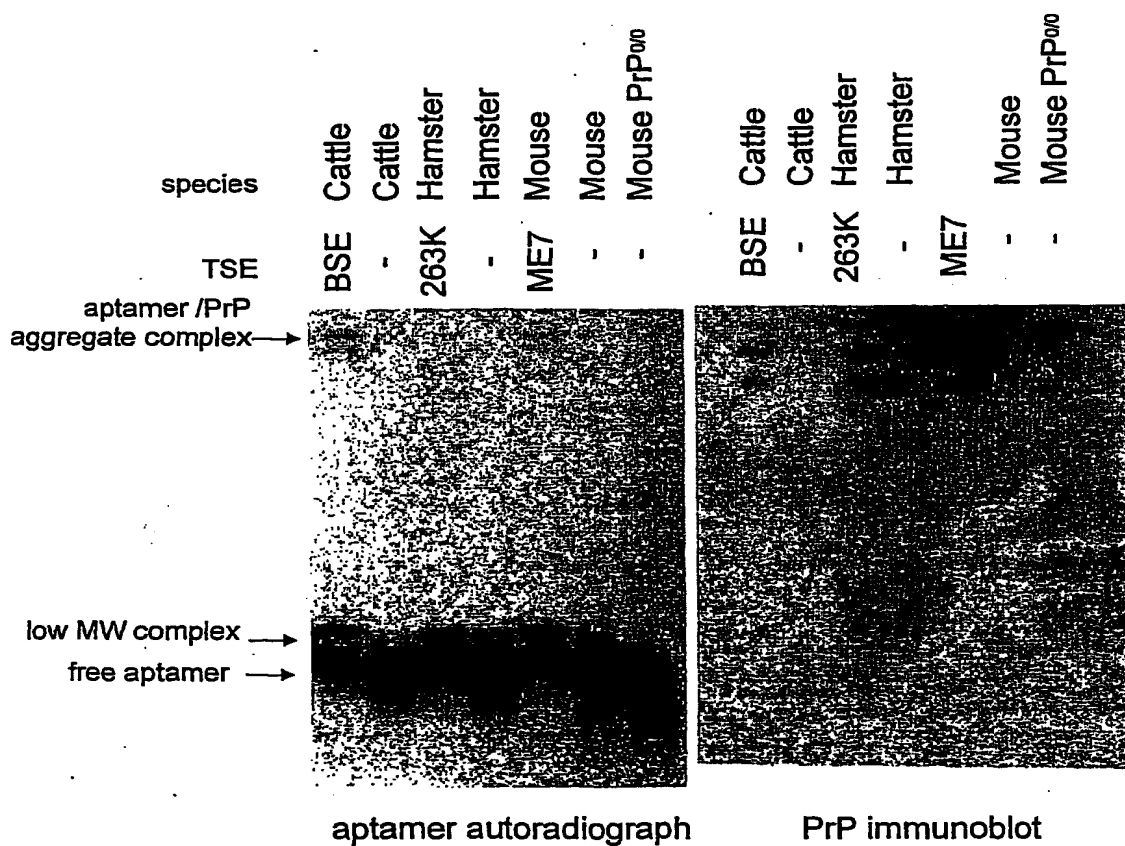 species Cattle Cattle Hamster Hamster Mouse Mouse Mouse PrP0/0 Cattle Cattle Hamster Hamster Mouse Mouse PrP0/0
TSE BSE - 263K - ME7 - - BSE - 263K - ME7 - -
aptamer /PrP
aggregate complex
low MW complex
free aptamer
aptamer autoradiograph PrP immunoblot